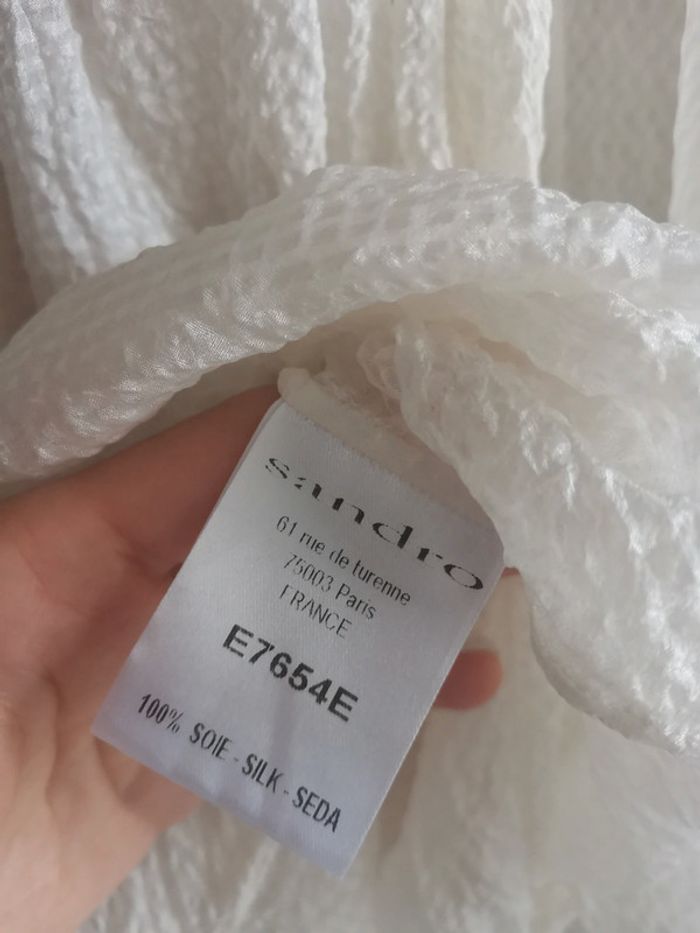 sandro
61 rue de turenne
75003 Paris
FRANCE
E7654E
100% SOIE - SILK - SEDA